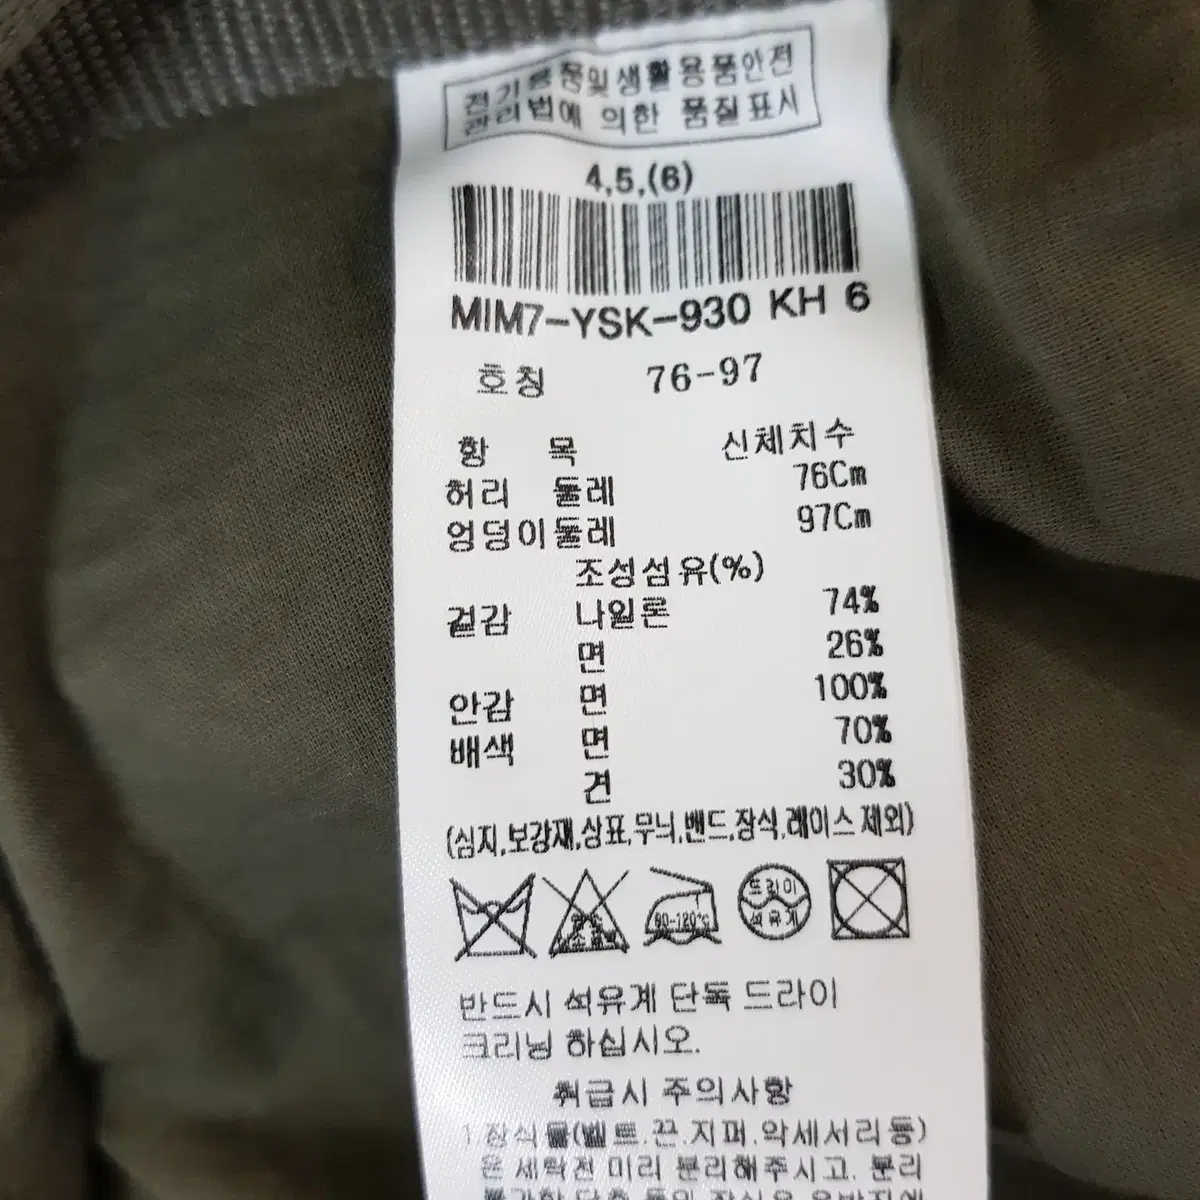 전기용품및생활용품안전
관리법에 의한 품질표시
4,5,(6)
MIM7-YSK-930 KH 6
호칭 76-97
항 목 신체치수
허리 둘레 76Cm
엉덩이둘레 97Cm
조성섬유(%)
겉감 나일론 74%
면 26%
안감 면 100%
배색 면 70%
견 30%
(심지,보강재,상표,무늬,밴드,장식,레이스제외)
염소 80-120℃ 드라이
표백 석유계
반드시 석유계 단독 드라이
크리닝 하십시오.
취급시 주의사항
1.장식물(벨트.끈.지퍼.악세서리등)
은 세탁전 미리 분리해주시고. 분리